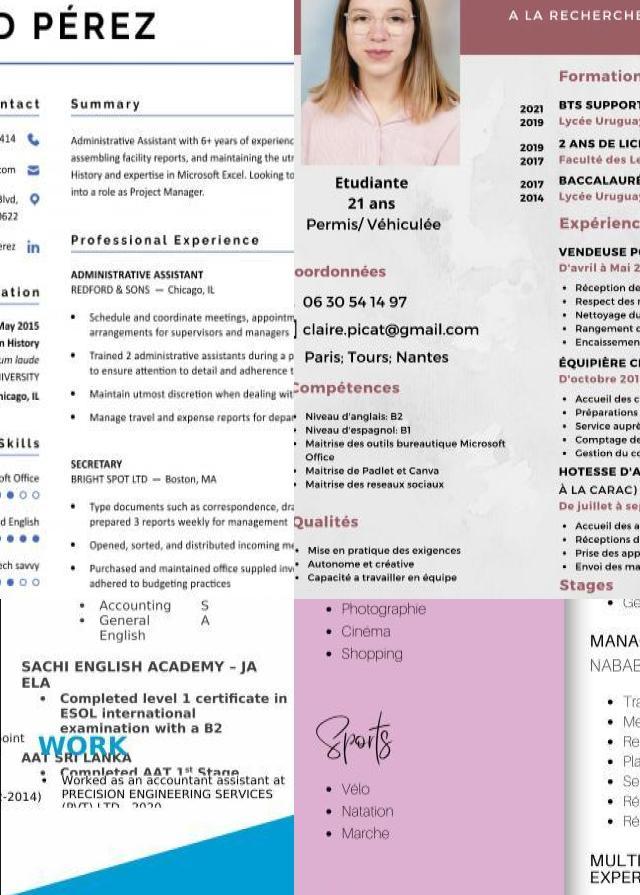 D PÉREZ
ntact
414
com
Blvd,
0622
erez
ation
May 2015
n History
um laude
VERSITY
hicago, IL
Skills
oft Office
d English
ech savvy
Summary
Administrative Assistant with 6+ years of experienc
assembling facility reports, and maintaining the utm
History and expertise in Microsoft Excel. Looking to
into a role as Project Manager.
Professional Experience
ADMINISTRATIVE ASSISTANT
REDFORD & SONS — Chicago, IL
Schedule and coordinate meetings, appointm
arrangements for supervisors and managers
Trained 2 administrative assistants during a p
to ensure attention to detail and adherence t
Maintain utmost discretion when dealing wit
Manage travel and expense reports for depar
SECRETARY
BRIGHT SPOT LTD — Boston, MA
Type documents such as correspondence, dra
prepared 3 reports weekly for management
Opened, sorted, and distributed incoming me
Purchased and maintained office supplied inv
adhered to budgeting practices
A LA RECHERCHE
Etudiante
21 ans
Permis/ Véhiculée
oordonnées
06 30 54 14 97
claire.picat@gmail.com
Paris; Tours; Nantes
Compétences
Niveau d'anglais: B2
Niveau d'espagnol: B1
Maitrise des outils bureautique Microsoft
Office
Maitrise de Padlet et Canva
Maitrise des reseaux sociaux
Qualités
Mise en pratique des exigences
Autonome et créative
Capacité a travailler en équipe
Formation
2021 BTS SUPPORT
2019 Lycée Uruguay
2019 2 ANS DE LICE
2017 Faculté des Le
2017 BACCALAURÉ
2014 Lycée Uruguay
Expérienc
VENDEUSE PO
D'avril à Mai 2
Réception de
Respect des n
Nettoyage du
Rangement d
Encaissemen
ÉQUIPIÈRE C
D'octobre 201
Accueil des c
Préparations
Service auprè
Comptage de
Gestion du co
HOTESSE D'A
À LA CARAC)
De juillet à se
Accueil des a
Réceptions d
Prise des app
Envoi des ma
Stages
Accounting S
General A
English
SACHI ENGLISH ACADEMY – JA
ELA
Completed level 1 certificate in
ESOL international
examination with a B2
point
WORK
AAT SRI LANKA
Completed AAT 1st Stage
Worked as an accountant assistant at
-2014) PRECISION ENGINEERING SERVICES
(PVT) LTD - 2020
Photographie
Cinéma
Shopping
Sports
Vélo
Natation
Marche
Ge
MANA
NABAB
Tra
Me
Re
Pla
Se
Ré
Ré
MULTI
EXPER